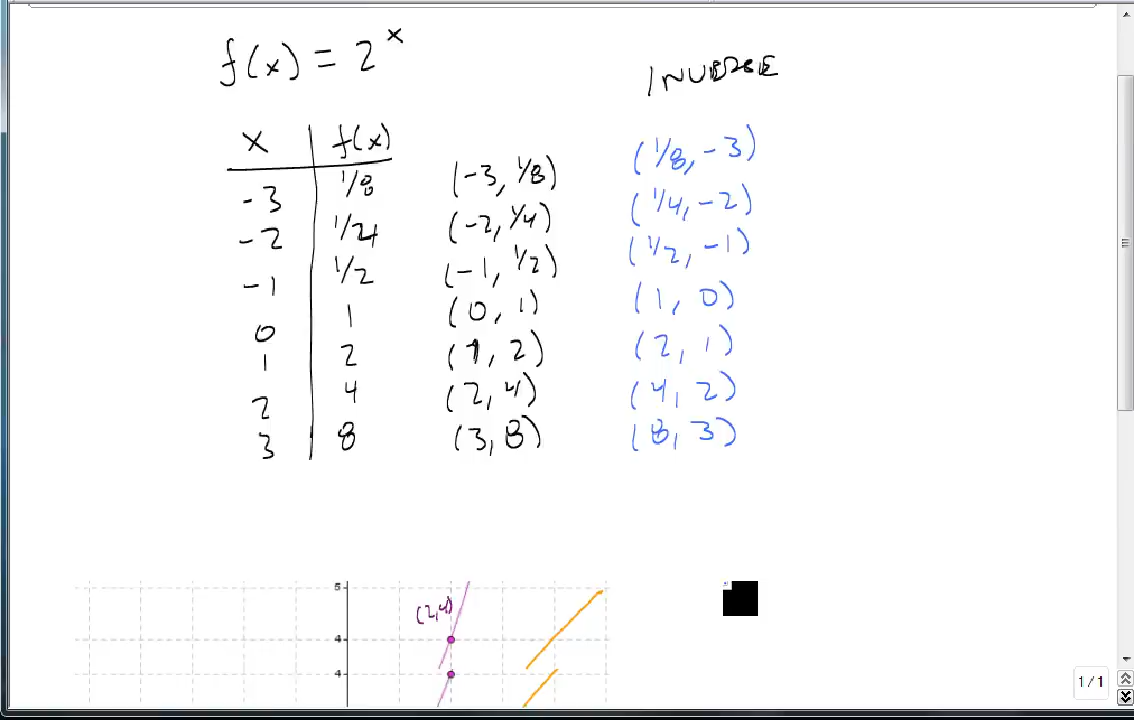 f(x) = 2^x
INVERSE
x | f(x)
-3 | 1/8 (-3, 1/8) (1/8, -3)
-2 | 1/4 (-2, 1/4) (1/4, -2)
-1 | 1/2 (-1, 1/2) (1/2, -1)
0 | 1 (0, 1) (1, 0)
1 | 2 (1, 2) (2, 1)
2 | 4 (2, 4) (4, 2)
3 | 8 (3, 8) (8, 3)
5
(2,4)
4
4
1/1